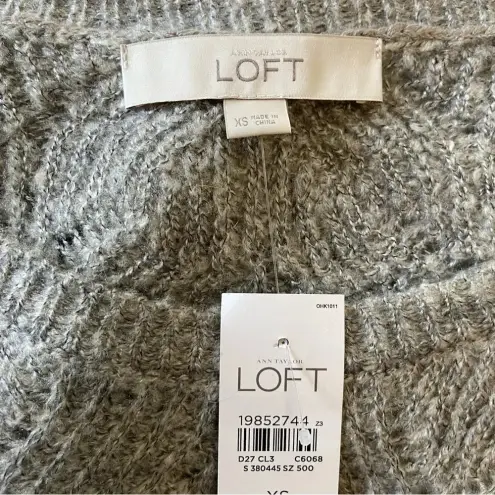 ANN TAYLOR
LOFT
XS MADE IN
CHINA
OHK1011
ANN TAYLOR
LOFT
19852744 Z3
D27 CL3 C6068
S 380445 SZ 500
XS